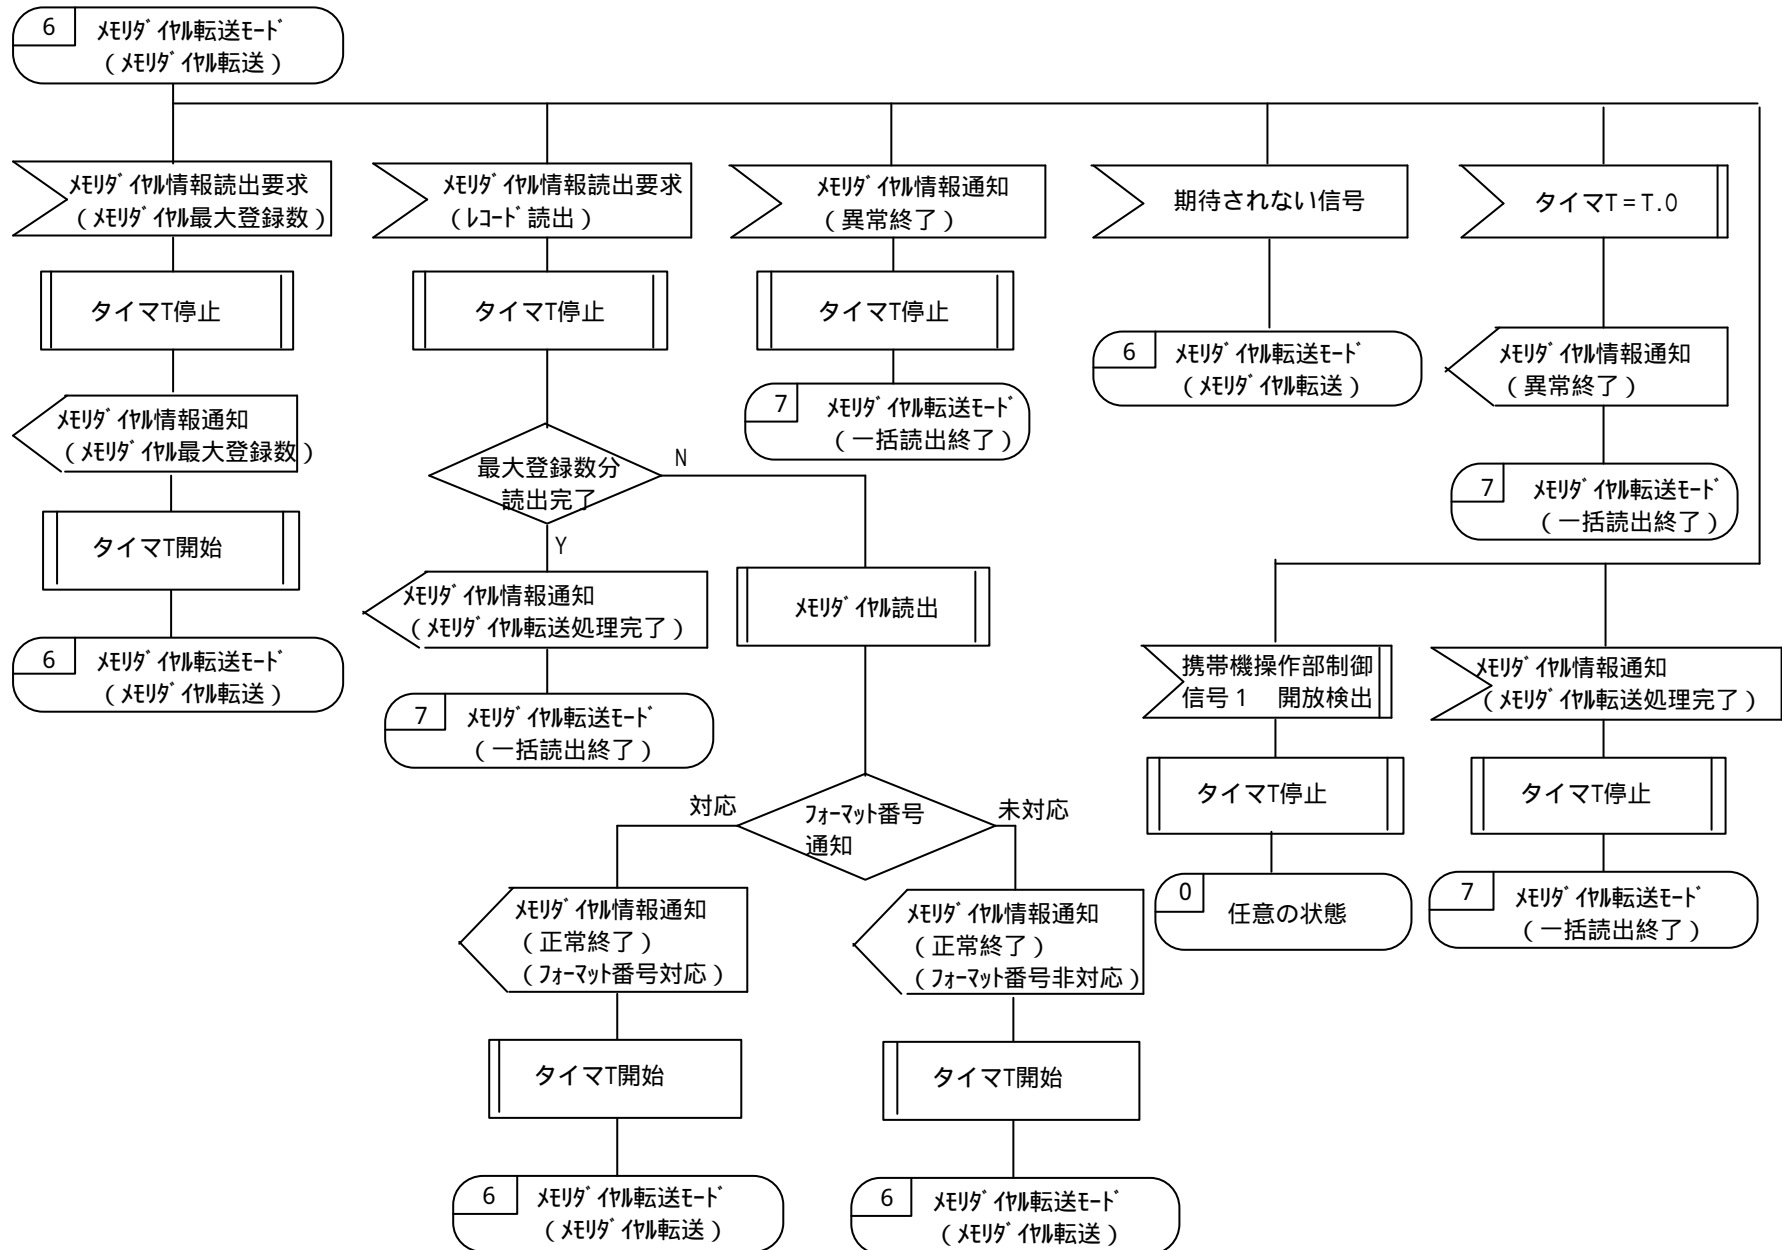 6
ﾒﾓﾘﾀﾞｲﾔﾙ転送ﾓｰﾄﾞ
(ﾒﾓﾘﾀﾞｲﾔﾙ転送)
ﾒﾓﾘﾀﾞｲﾔﾙ情報読出要求
(ﾒﾓﾘﾀﾞｲﾔﾙ最大登録数)
タイマT停止
ﾒﾓﾘﾀﾞｲﾔﾙ情報通知
(ﾒﾓﾘﾀﾞｲﾔﾙ最大登録数)
タイマT開始
6
ﾒﾓﾘﾀﾞｲﾔﾙ転送ﾓｰﾄﾞ
(ﾒﾓﾘﾀﾞｲﾔﾙ転送)
ﾒﾓﾘﾀﾞｲﾔﾙ情報読出要求
(ﾚｺｰﾄﾞ読出)
タイマT停止
最大登録数分
読出完了
N
Y
ﾒﾓﾘﾀﾞｲﾔﾙ情報通知
(ﾒﾓﾘﾀﾞｲﾔﾙ転送処理完了)
7
ﾒﾓﾘﾀﾞｲﾔﾙ転送ﾓｰﾄﾞ
(一括読出終了)
ﾒﾓﾘﾀﾞｲﾔﾙ読出
ﾌｫｰﾏｯﾄ番号
通知
対応
未対応
ﾒﾓﾘﾀﾞｲﾔﾙ情報通知
(正常終了)
(ﾌｫｰﾏｯﾄ番号対応)
タイマT開始
6
ﾒﾓﾘﾀﾞｲﾔﾙ転送ﾓｰﾄﾞ
(ﾒﾓﾘﾀﾞｲﾔﾙ転送)
ﾒﾓﾘﾀﾞｲﾔﾙ情報通知
(正常終了)
(ﾌｫｰﾏｯﾄ番号非対応)
タイマT開始
6
ﾒﾓﾘﾀﾞｲﾔﾙ転送ﾓｰﾄﾞ
(ﾒﾓﾘﾀﾞｲﾔﾙ転送)
ﾒﾓﾘﾀﾞｲﾔﾙ情報通知
(異常終了)
タイマT停止
7
ﾒﾓﾘﾀﾞｲﾔﾙ転送ﾓｰﾄﾞ
(一括読出終了)
期待されない信号
6
ﾒﾓﾘﾀﾞｲﾔﾙ転送ﾓｰﾄﾞ
(ﾒﾓﾘﾀﾞｲﾔﾙ転送)
タイマT=T.0
ﾒﾓﾘﾀﾞｲﾔﾙ情報通知
(異常終了)
7
ﾒﾓﾘﾀﾞｲﾔﾙ転送ﾓｰﾄﾞ
(一括読出終了)
携帯機操作部制御
信号1　開放検出
タイマT停止
0
任意の状態
ﾒﾓﾘﾀﾞｲﾔﾙ情報通知
(ﾒﾓﾘﾀﾞｲﾔﾙ転送処理完了)
タイマT停止
7
ﾒﾓﾘﾀﾞｲﾔﾙ転送ﾓｰﾄﾞ
(一括読出終了)